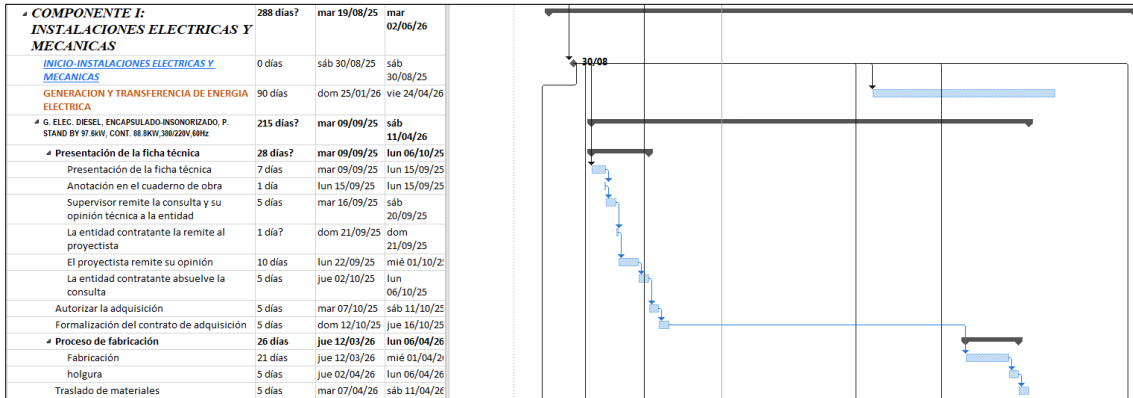 COMPONENTE I: 288 días? mar 19/08/25 mar
INSTALACIONES ELECTRICAS Y 02/06/26
MECANICAS
INICIO-INSTALACIONES ELECTRICAS Y 0 días sáb 30/08/25 sáb 30/08
MECANICAS 30/08/25
GENERACION Y TRANSFERENCIA DE ENERGIA 90 días dom 25/01/26 vie 24/04/26
ELECTRICA
G. ELEC. DIESEL, ENCAPSULADO-INSONORIZADO, P. 215 días? mar 09/09/25 sáb
STAND BY 97.6kW, CONT. 88.8KW,380/220V,60Hz 11/04/26
Presentación de la ficha técnica 28 días? mar 09/09/25 lun 06/10/25
Presentación de la ficha técnica 7 días mar 09/09/25 lun 15/09/25
Anotación en el cuaderno de obra 1 día lun 15/09/25 lun 15/09/25
Supervisor remite la consulta y su 5 días mar 16/09/25 sáb
opinión técnica a la entidad 20/09/25
La entidad contratante la remite al 1 día? dom 21/09/25 dom
proyectista 21/09/25
El proyectista remite su opinión 10 días lun 22/09/25 mié 01/10/2
La entidad contratante absuelve la 5 días jue 02/10/25 lun
consulta 06/10/25
Autorizar la adquisición 5 días mar 07/10/25 sáb 11/10/25
Formalización del contrato de adquisición 5 días dom 12/10/25 jue 16/10/25
Proceso de fabricación 26 días jue 12/03/26 lun 06/04/26
Fabricación 21 días jue 12/03/26 mié 01/04/2
holgura 5 días jue 02/04/26 lun 06/04/26
Traslado de materiales 5 días mar 07/04/26 sáb 11/04/26